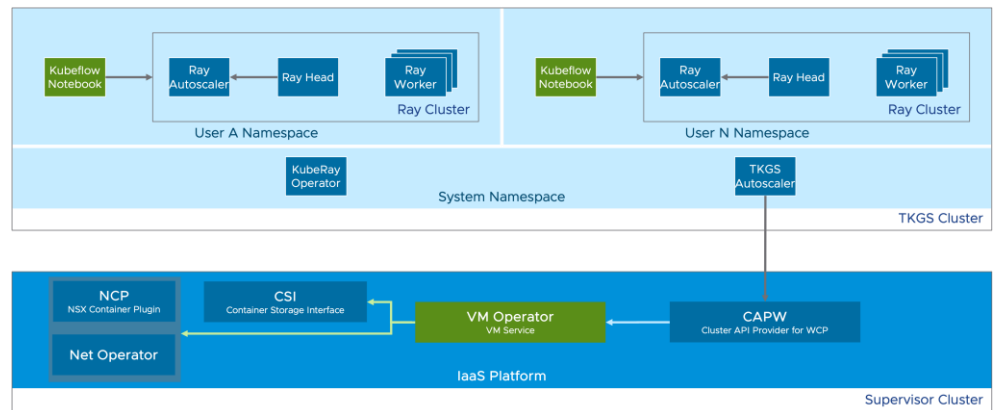 Kubeflow
Notebook
Ray
Autoscaler
Ray Head
Ray
Worker
Ray Cluster
User A Namespace
Kubeflow
Notebook
Ray
Autoscaler
Ray Head
Ray
Worker
Ray Cluster
User N Namespace
KubeRay
Operator
TKGS
Autoscaler
System Namespace
TKGS Cluster
NCP
NSX Container Plugin
Net Operator
CSI
Container Storage Interface
VM Operator
VM Service
CAPW
Cluster API Provider for WCP
IaaS Platform
Supervisor Cluster